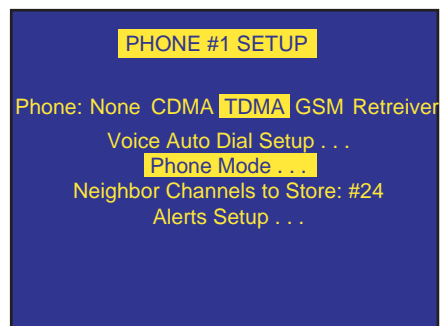 PHONE #1 SETUP
Phone: None CDMA TDMA GSM Retreiver
Voice Auto Dial Setup . . .
Phone Mode . . .
Neighbor Channels to Store: #24
Alerts Setup . . .